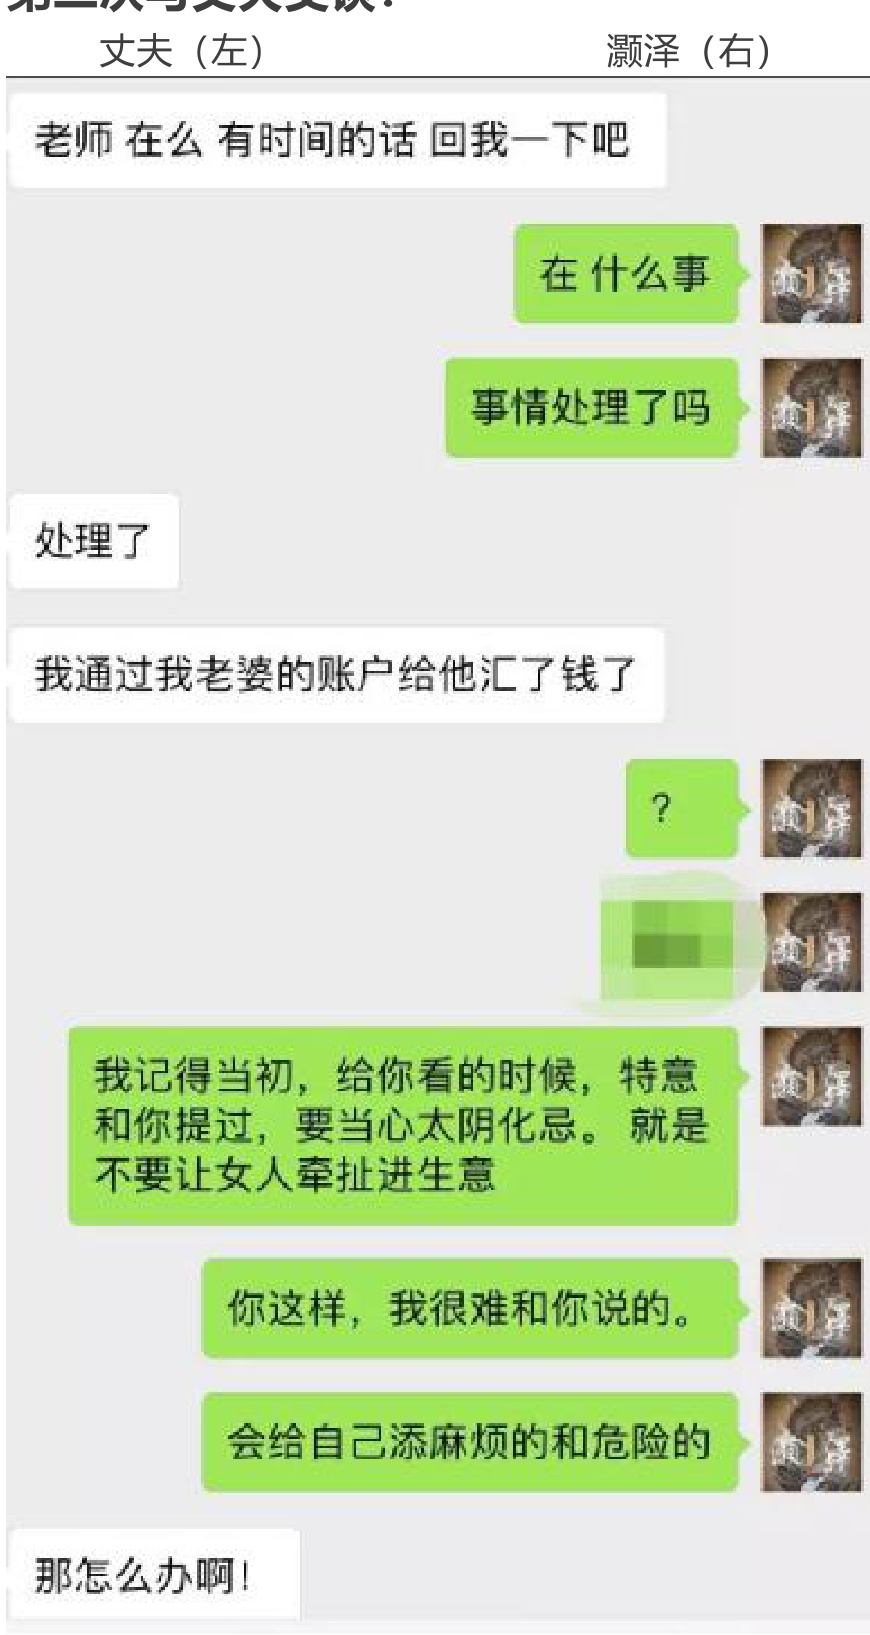 丈夫（左） 灏泽（右）
老师 在么 有时间的话 回我一下吧
在 什么事
事情处理了吗
处理了
我通过我老婆的账户给他汇了钱了
？
我记得当初，给你看的时候，特意
和你提过，要当心太阴化忌。 就是
不要让女人牵扯进生意
你这样，我很难和你说的。
会给自己添麻烦的和危险的
那怎么办啊！